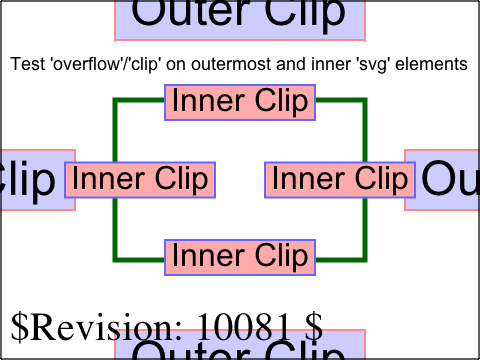 Outer Clip
Test 'overflow'/'clip' on outermost and inner 'svg' elements
Inner Clip
Clip Inner Clip Inner Clip Ou
Inner Clip
$Revision: 10081 $
Outer Clip